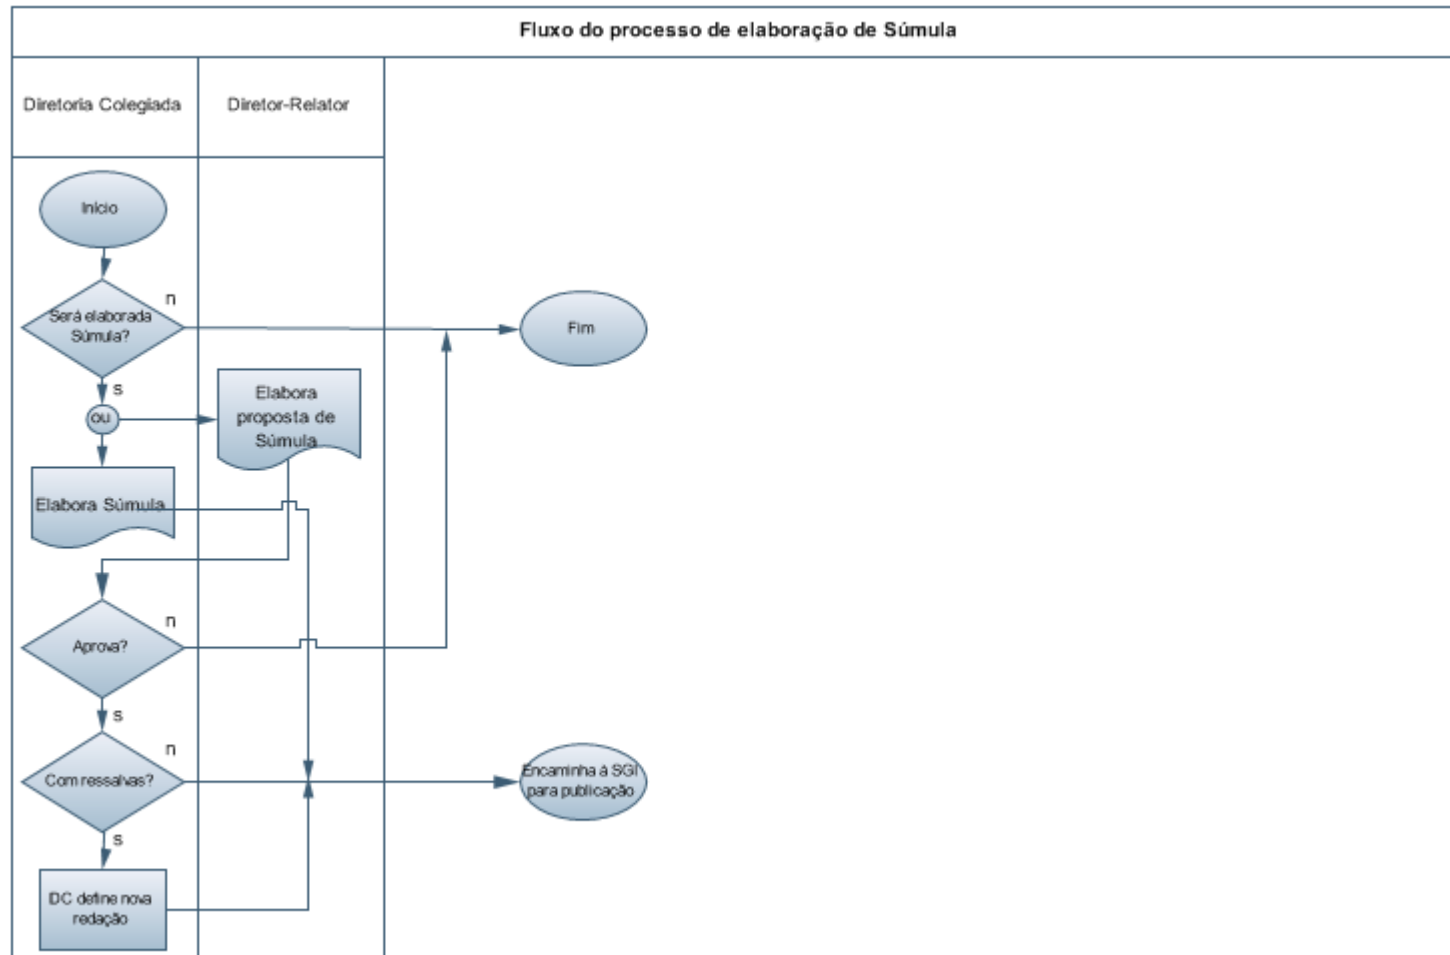 Fluxo do processo de elaboração de Súmula
Diretoria Colegiada
Diretor-Relator
Início
n
Será elaborada
Súmula?
Fim
s
ou
Elabora
proposta de
Súmula
Elabora Súmula
n
Aprova?
s
n
Com ressalvas?
Encaminha à SGI
para publicação
s
DC define nova
redação